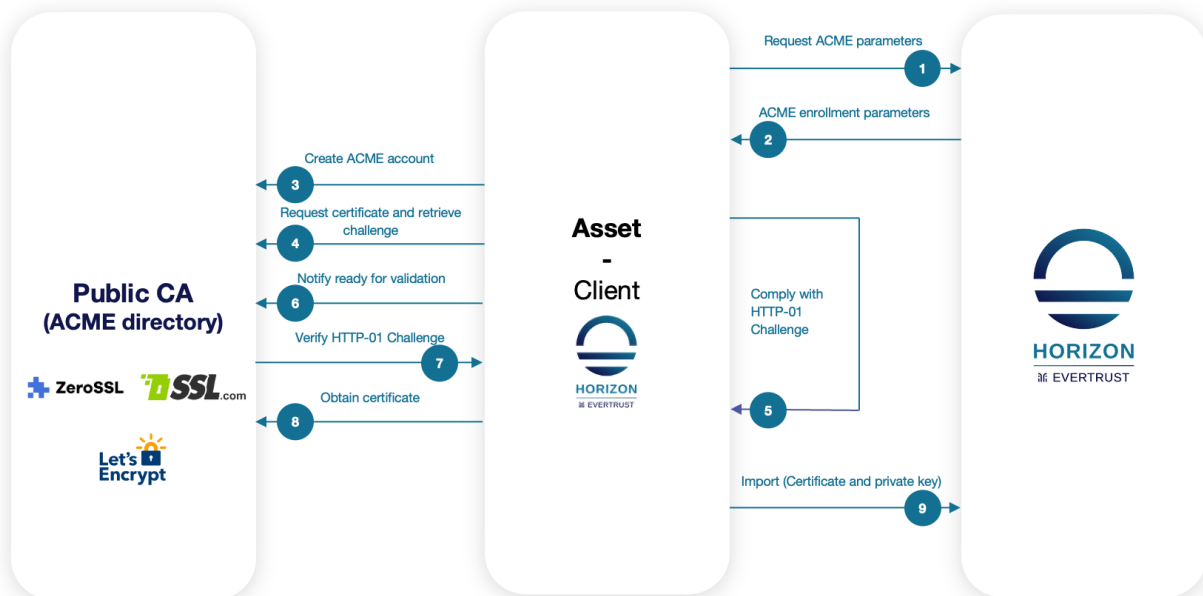 Request ACME parameters
1
ACME enrollment parameters
2
Create ACME account
3
Request certificate and retrieve
challenge
4
Notify ready for validation
6
Verify HTTP-01 Challenge
7
Obtain certificate
8
Public CA
(ACME directory)
ZeroSSL
SSL.com
Let's
Encrypt
Asset
-
Client
HORIZON
EVERTRUST
Comply with
HTTP-01
Challenge
5
Import (Certificate and private key)
9
HORIZON
EVERTRUST